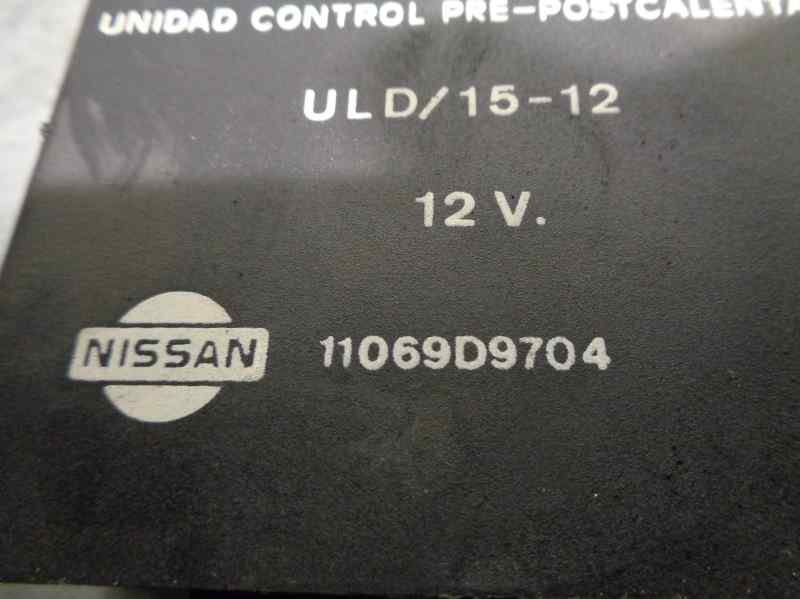 UNIDAD CONTROL PRE-POSTCALENTA
ULD/15-12
12 V.
NISSAN 11069D9704